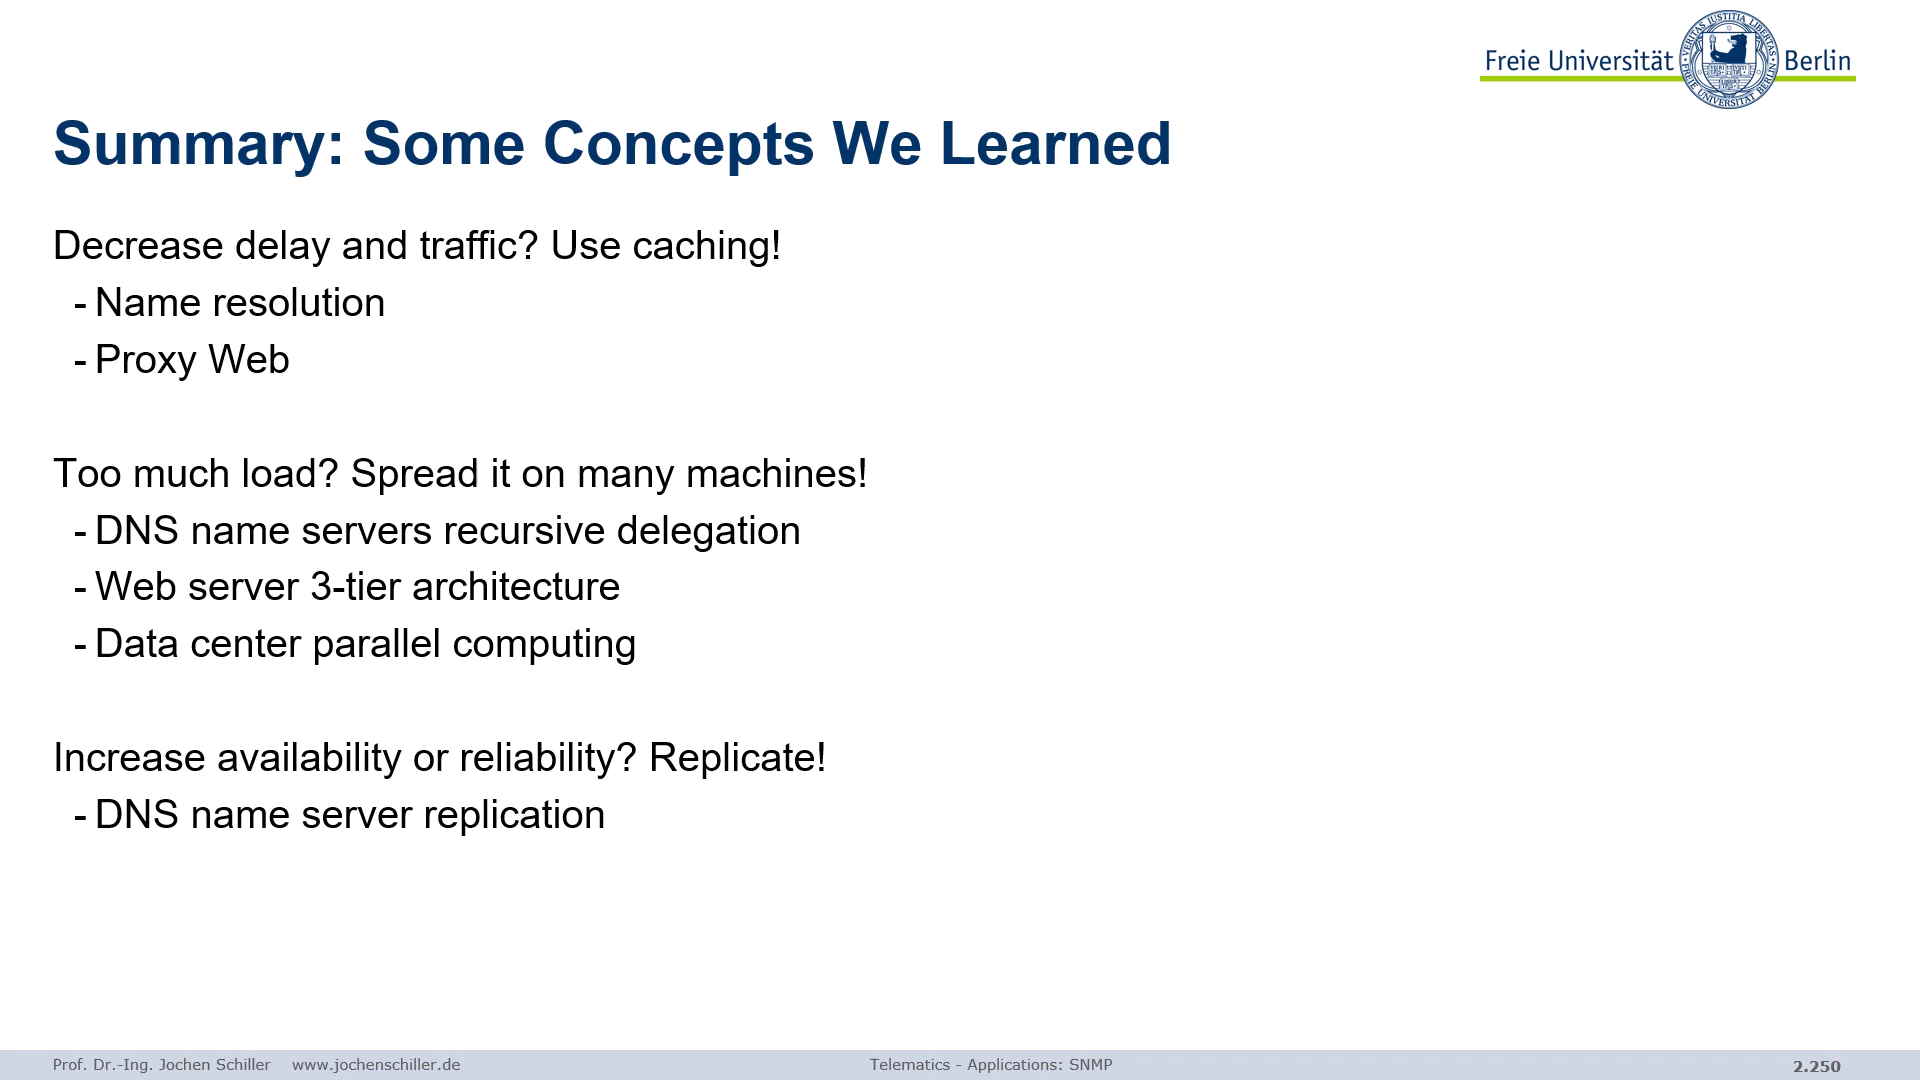 Freie Universität Berlin
Summary: Some Concepts We Learned
Decrease delay and traffic? Use caching!
- Name resolution
- Proxy Web
Too much load? Spread it on many machines!
- DNS name servers recursive delegation
- Web server 3-tier architecture
- Data center parallel computing
Increase availability or reliability? Replicate!
- DNS name server replication
Prof. Dr.-Ing. Jochen Schiller www.jochenschiller.de Telematics - Applications: SNMP 2.250